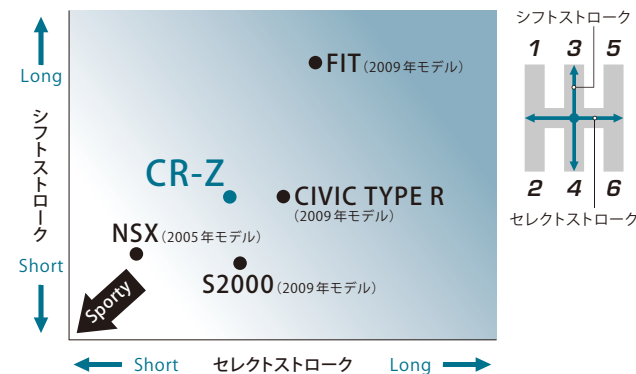 Long
シフトストローク
Short
FIT(2009年モデル)
CR-Z
CIVIC TYPE R
(2009年モデル)
NSX(2005年モデル)
S2000(2009年モデル)
Sporty
Short セレクトストローク Long
シフトストローク
1 3 5
2 4 6
セレクトストローク